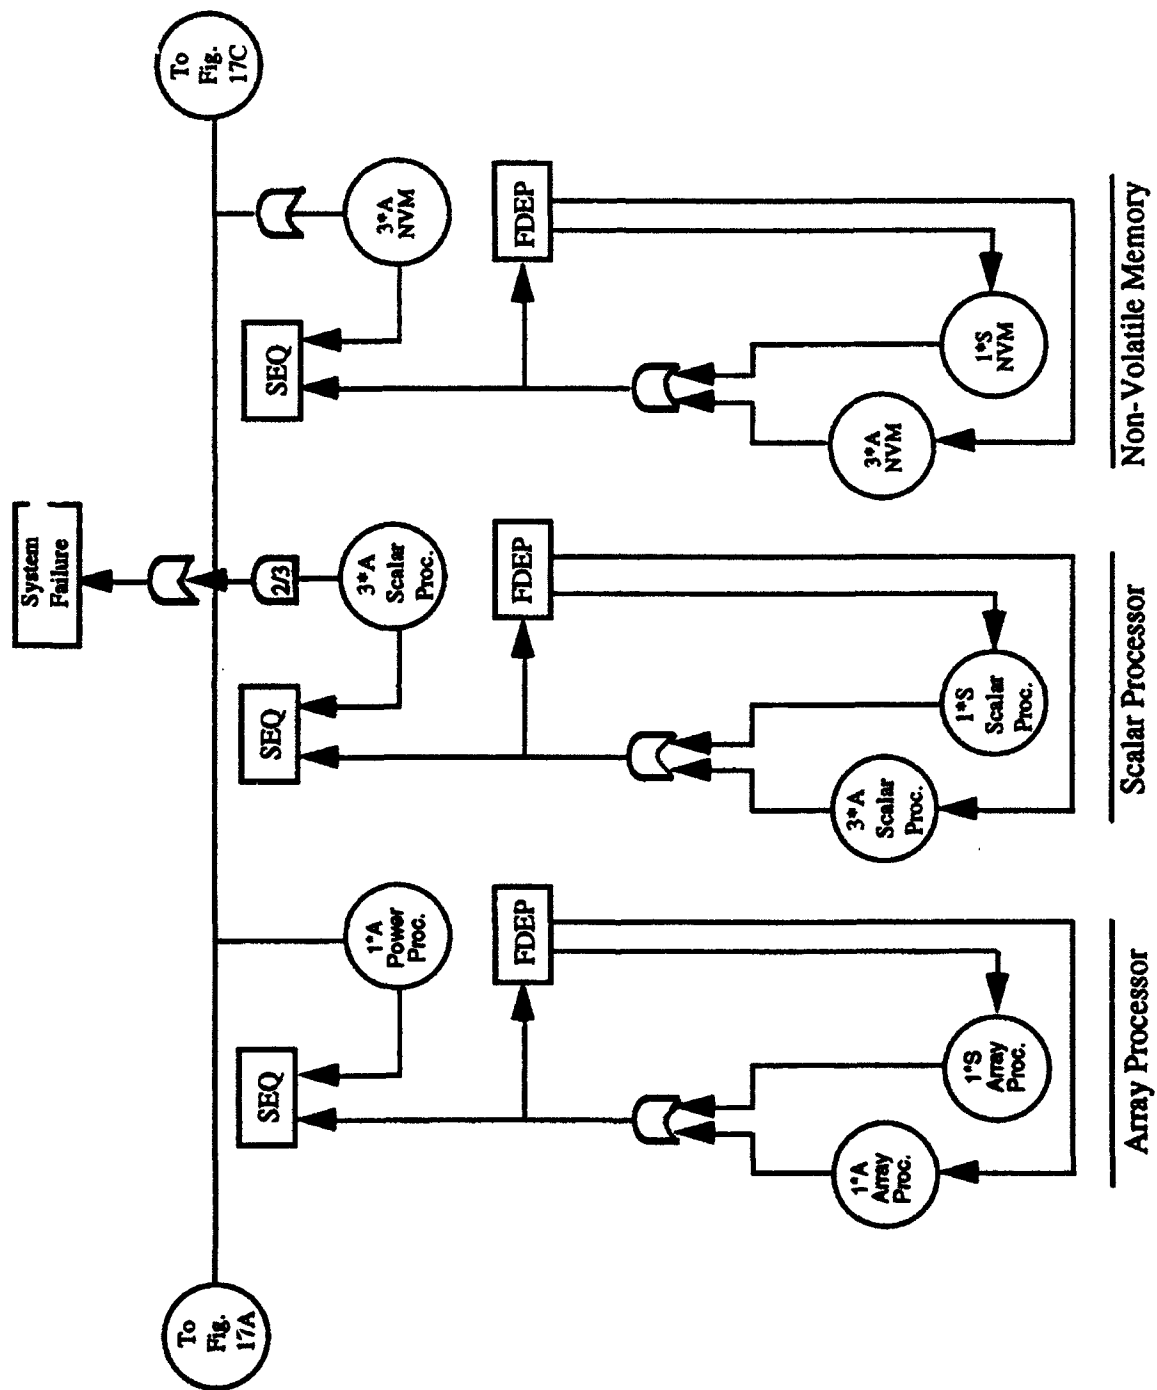 System
Failure
To
Fig.
17A
To
Fig.
17C
2/3
SEQ
1*A
Power
Proc.
FDEP
1*A
Array
Proc.
1*S
Array
Proc.
Array Processor
SEQ
3*A
Scalar
Proc.
FDEP
3*A
Scalar
Proc.
1*S
Scalar
Proc.
Scalar Processor
SEQ
3*A
NVM
FDEP
3*A
NVM
1*S
NVM
Non-Volatile Memory